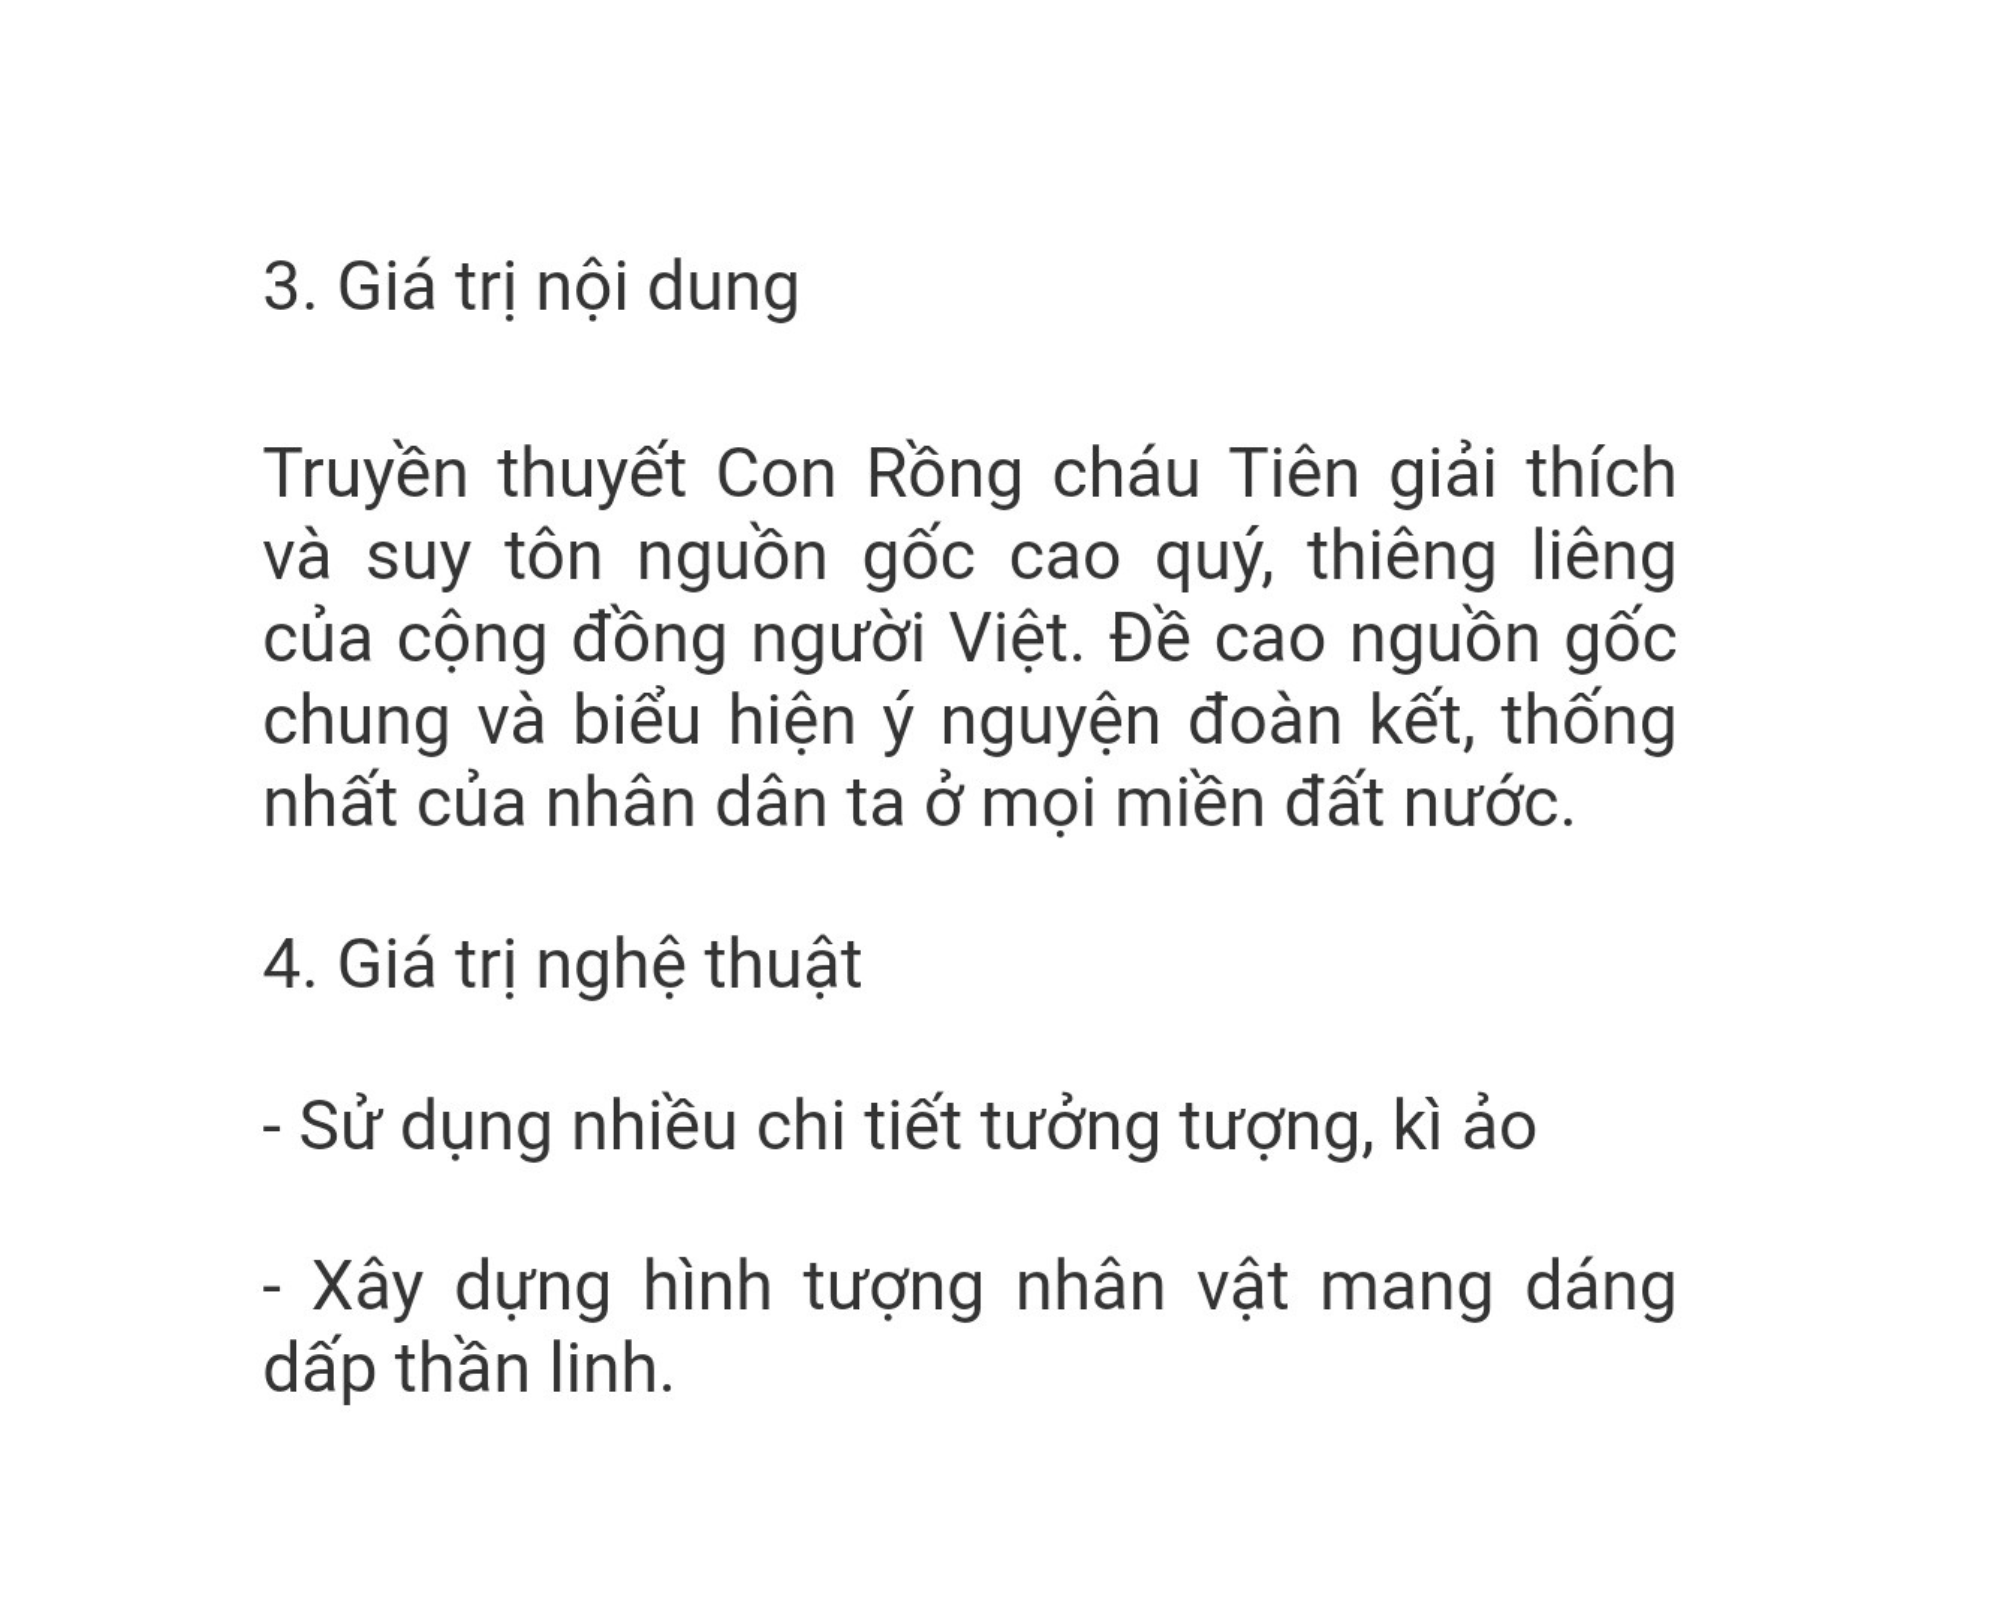 3. Giá trị nội dung
Truyền thuyết Con Rồng cháu Tiên giải thích
và suy tôn nguồn gốc cao quý, thiêng liêng
của cộng đồng người Việt. Đề cao nguồn gốc
chung và biểu hiện ý nguyện đoàn kết, thống
nhất của nhân dân ta ở mọi miền đất nước.
4. Giá trị nghệ thuật
- Sử dụng nhiều chi tiết tưởng tượng, kì ảo
- Xây dựng hình tượng nhân vật mang dáng
dấp thần linh.